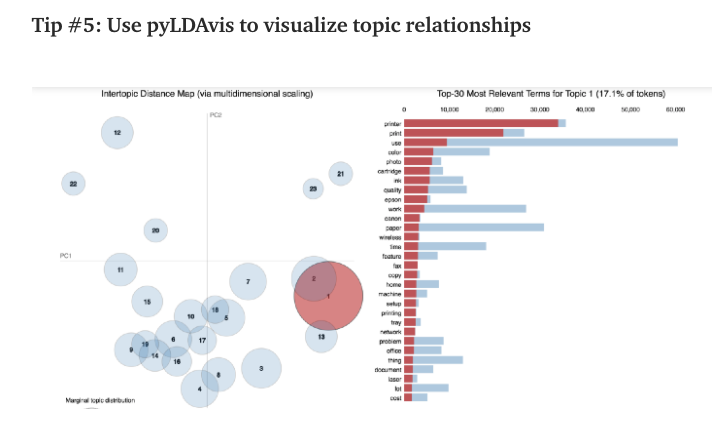 Tip #5: Use pyLDAvis to visualize topic relationships
Intertopic Distance Map (via multidimensional scaling)
PC2
PC1
12
22
21
23
20
11
2
7
1
15
18
10
5
13
6
17
19
9
14
16
3
8
4
Marginal topic distribution
Top-30 Most Relevant Terms for Topic 1 (17.1% of tokens)
0 10,000 20,000 30,000 40,000 50,000 60,000
printer
print
use
color
photo
cartridge
ink
quality
epson
work
canon
paper
wireless
time
feature
fax
copy
home
machine
setup
printing
tray
network
problem
office
thing
document
laser
lot
cost